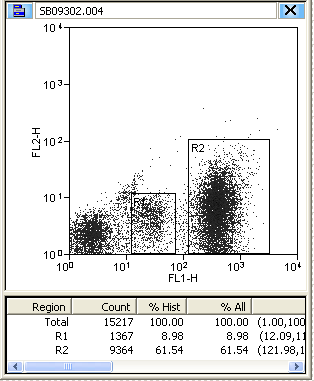 SB09302.004
10⁴
10³
10²
10¹
10⁰
FL2-H
R2
R1
10⁰ 10¹ 10² 10³ 10⁴
FL1-H
Region Count % Hist % All
Total 15217 100.00 100.00 (1.00,100
R1 1367 8.98 8.98 (12.09,11
R2 9364 61.54 61.54 (121.98,1